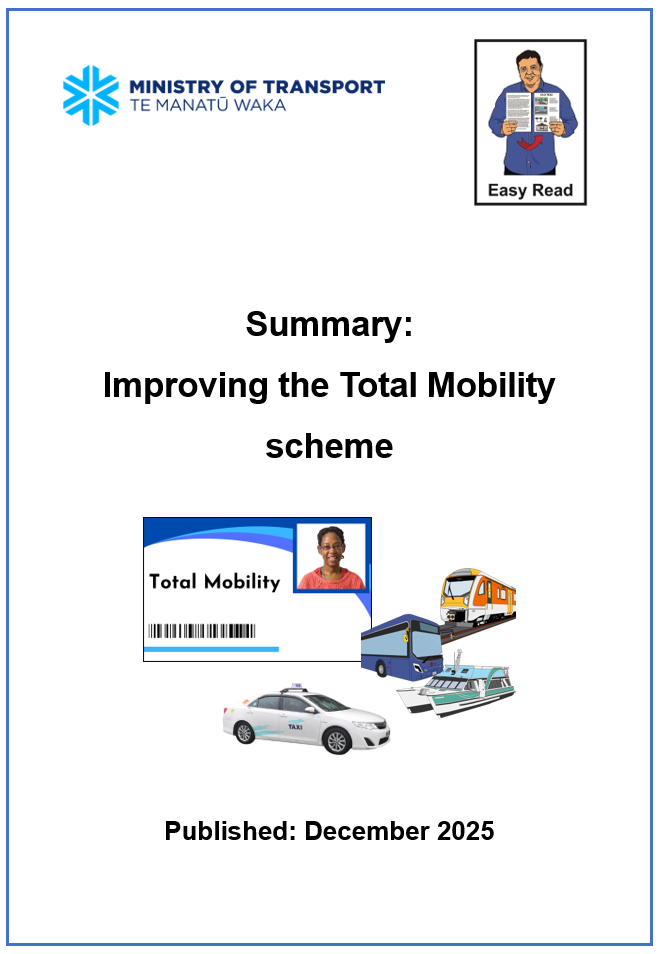 MINISTRY OF TRANSPORT
TE MANATŪ WAKA
Easy Read
Summary:
Improving the Total Mobility
scheme
Total Mobility
TAXI
Published: December 2025